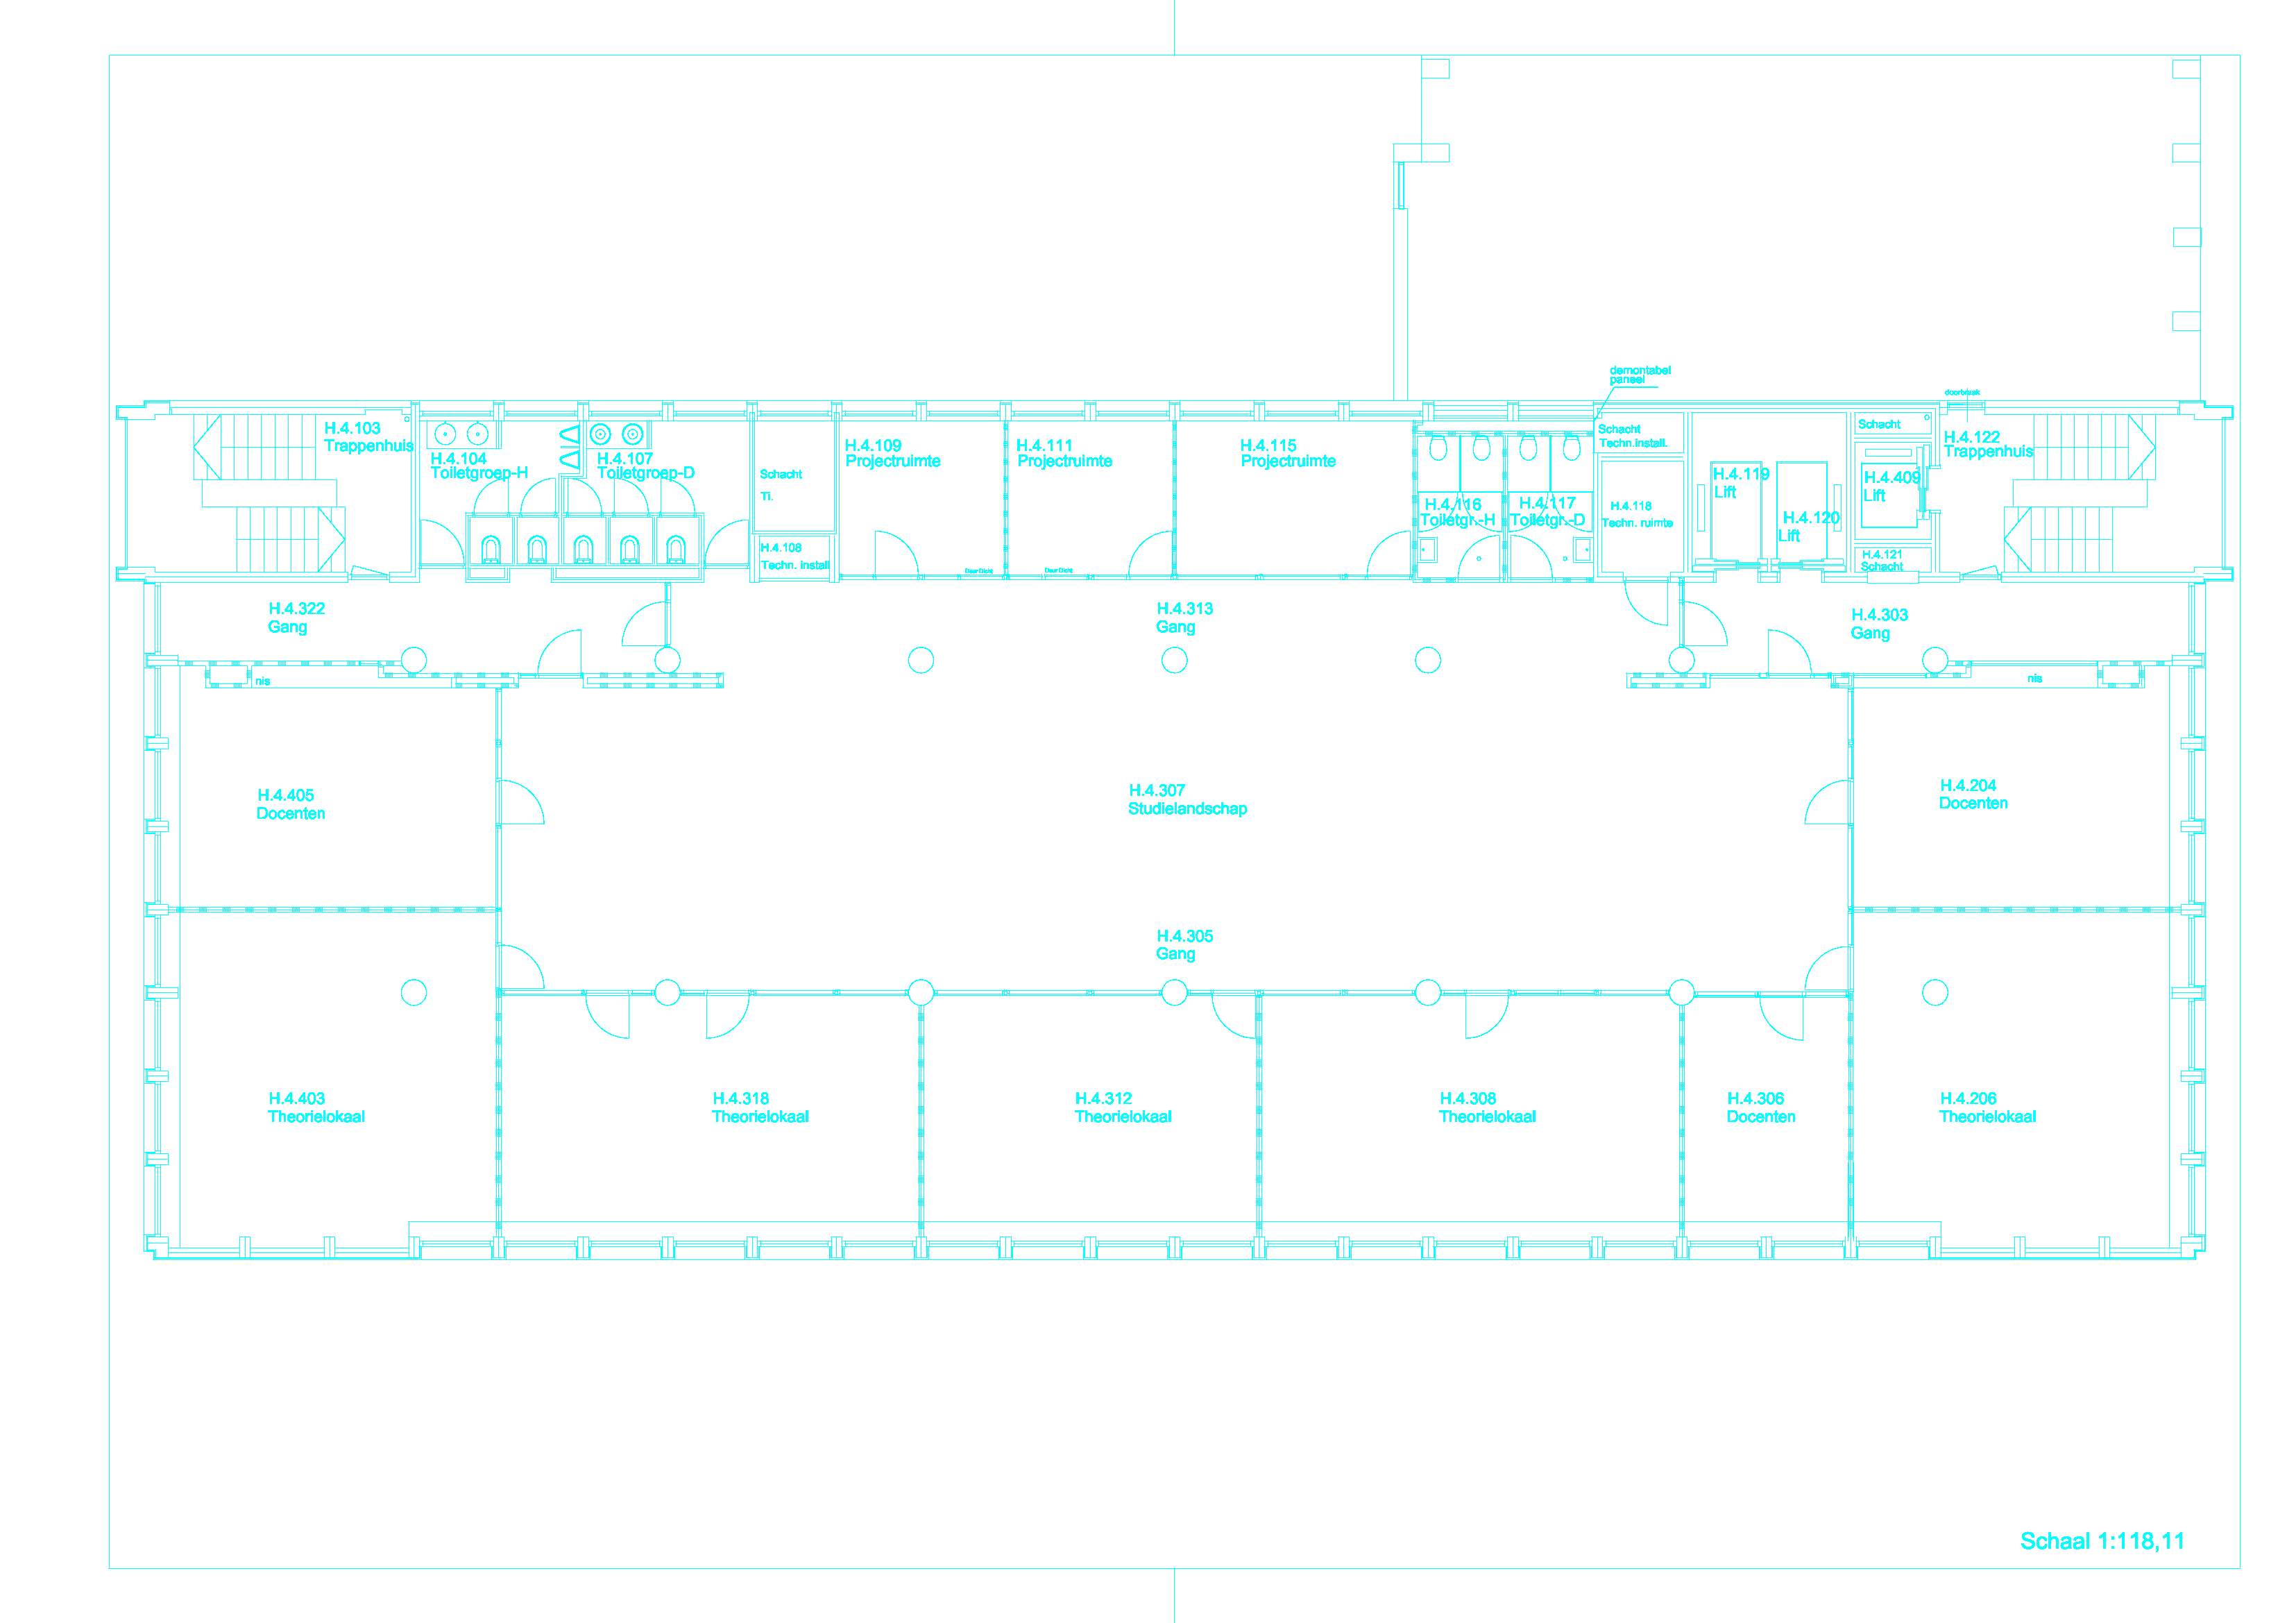 demontabel
paneel
doorbraak
H.4.103
Trappenhuis
H.4.104
Toiletgroep-H
H.4.107
Toiletgroep-D
Schacht
Ti.
H.4.108
Techn. install
H.4.109
Projectruimte
H.4.111
Projectruimte
H.4.115
Projectruimte
Deur Dicht
Deur Dicht
H.4.116
Toiletgr.-H
H.4.117
Toiletgr.-D
Schacht
Techn.install.
H.4.118
Techn. ruimte
H.4.119
Lift
H.4.120
Lift
Schacht
H.4.409
Lift
H.4.121
Schacht
H.4.122
Trappenhuis
H.4.322
Gang
H.4.313
Gang
H.4.303
Gang
nis
nis
H.4.405
Docenten
H.4.307
Studielandschap
H.4.204
Docenten
H.4.305
Gang
H.4.403
Theorielokaal
H.4.318
Theorielokaal
H.4.312
Theorielokaal
H.4.308
Theorielokaal
H.4.306
Docenten
H.4.206
Theorielokaal
Schaal 1:118,11